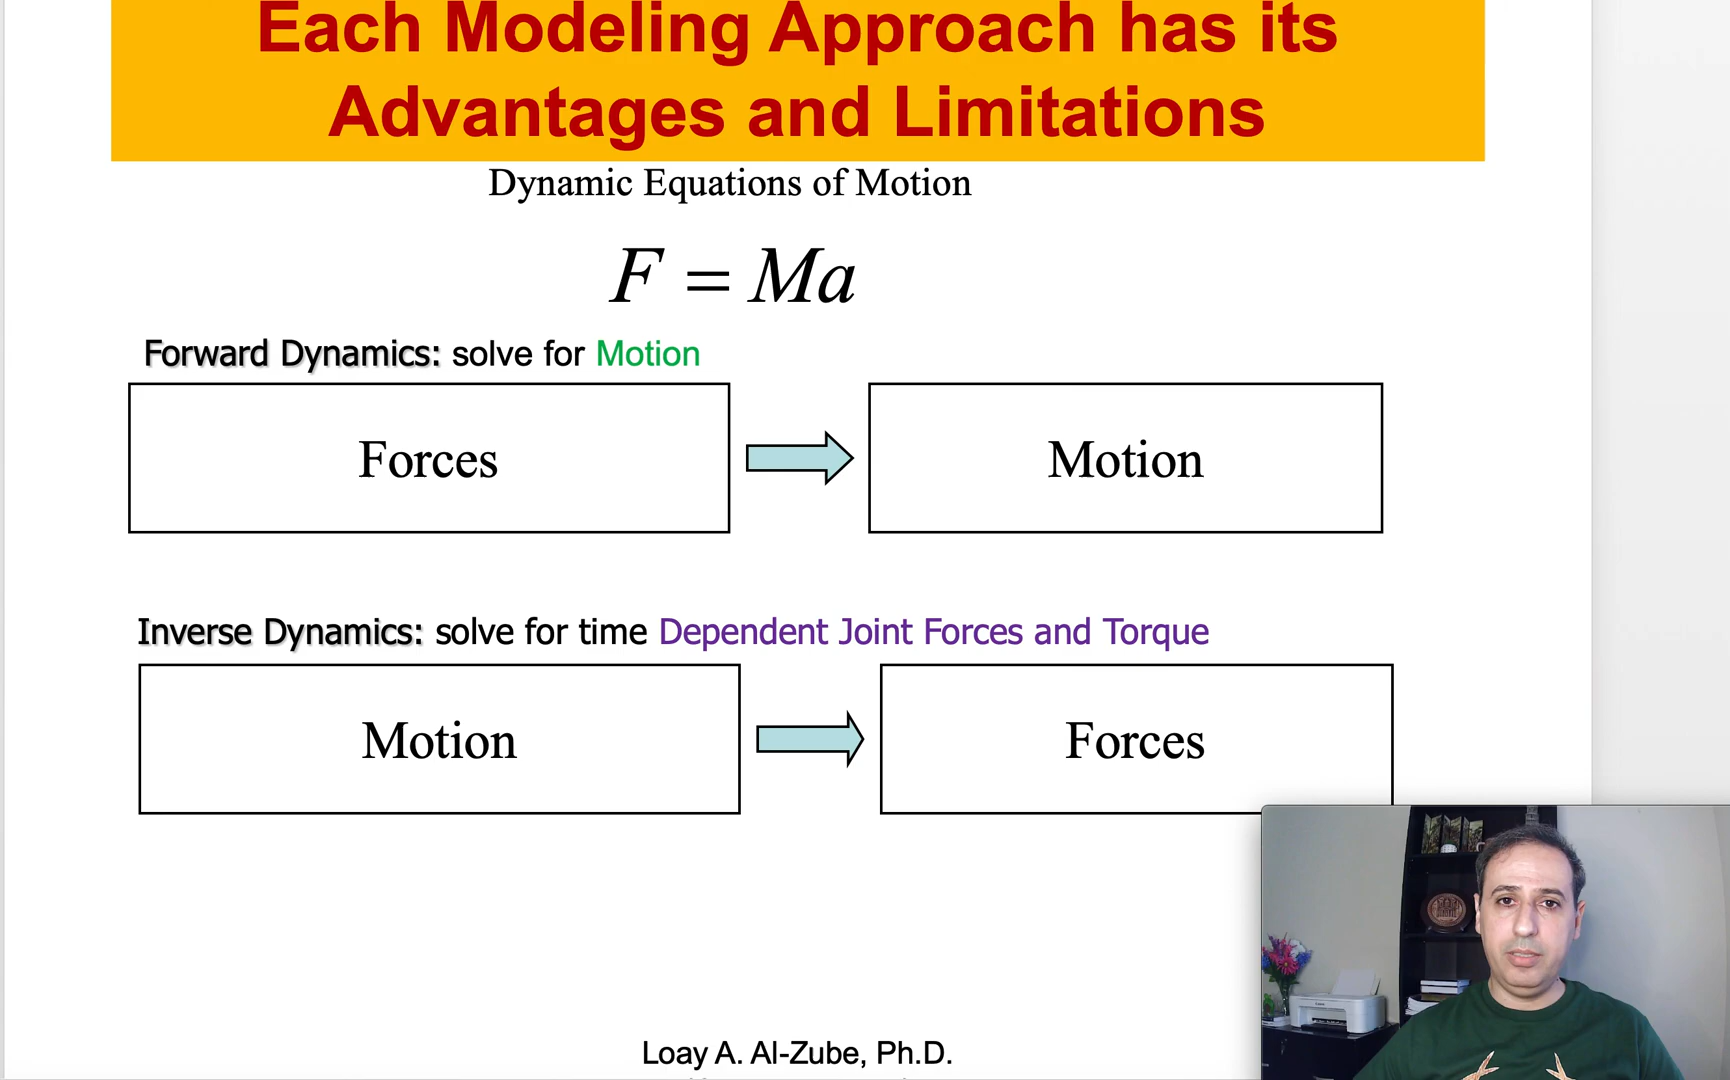 Each Modeling Approach has its
Advantages and Limitations
Dynamic Equations of Motion
F = Ma
Forward Dynamics: solve for Motion
Forces
Motion
Inverse Dynamics: solve for time Dependent Joint Forces and Torque
Motion
Forces
Loay A. Al-Zube, Ph.D.